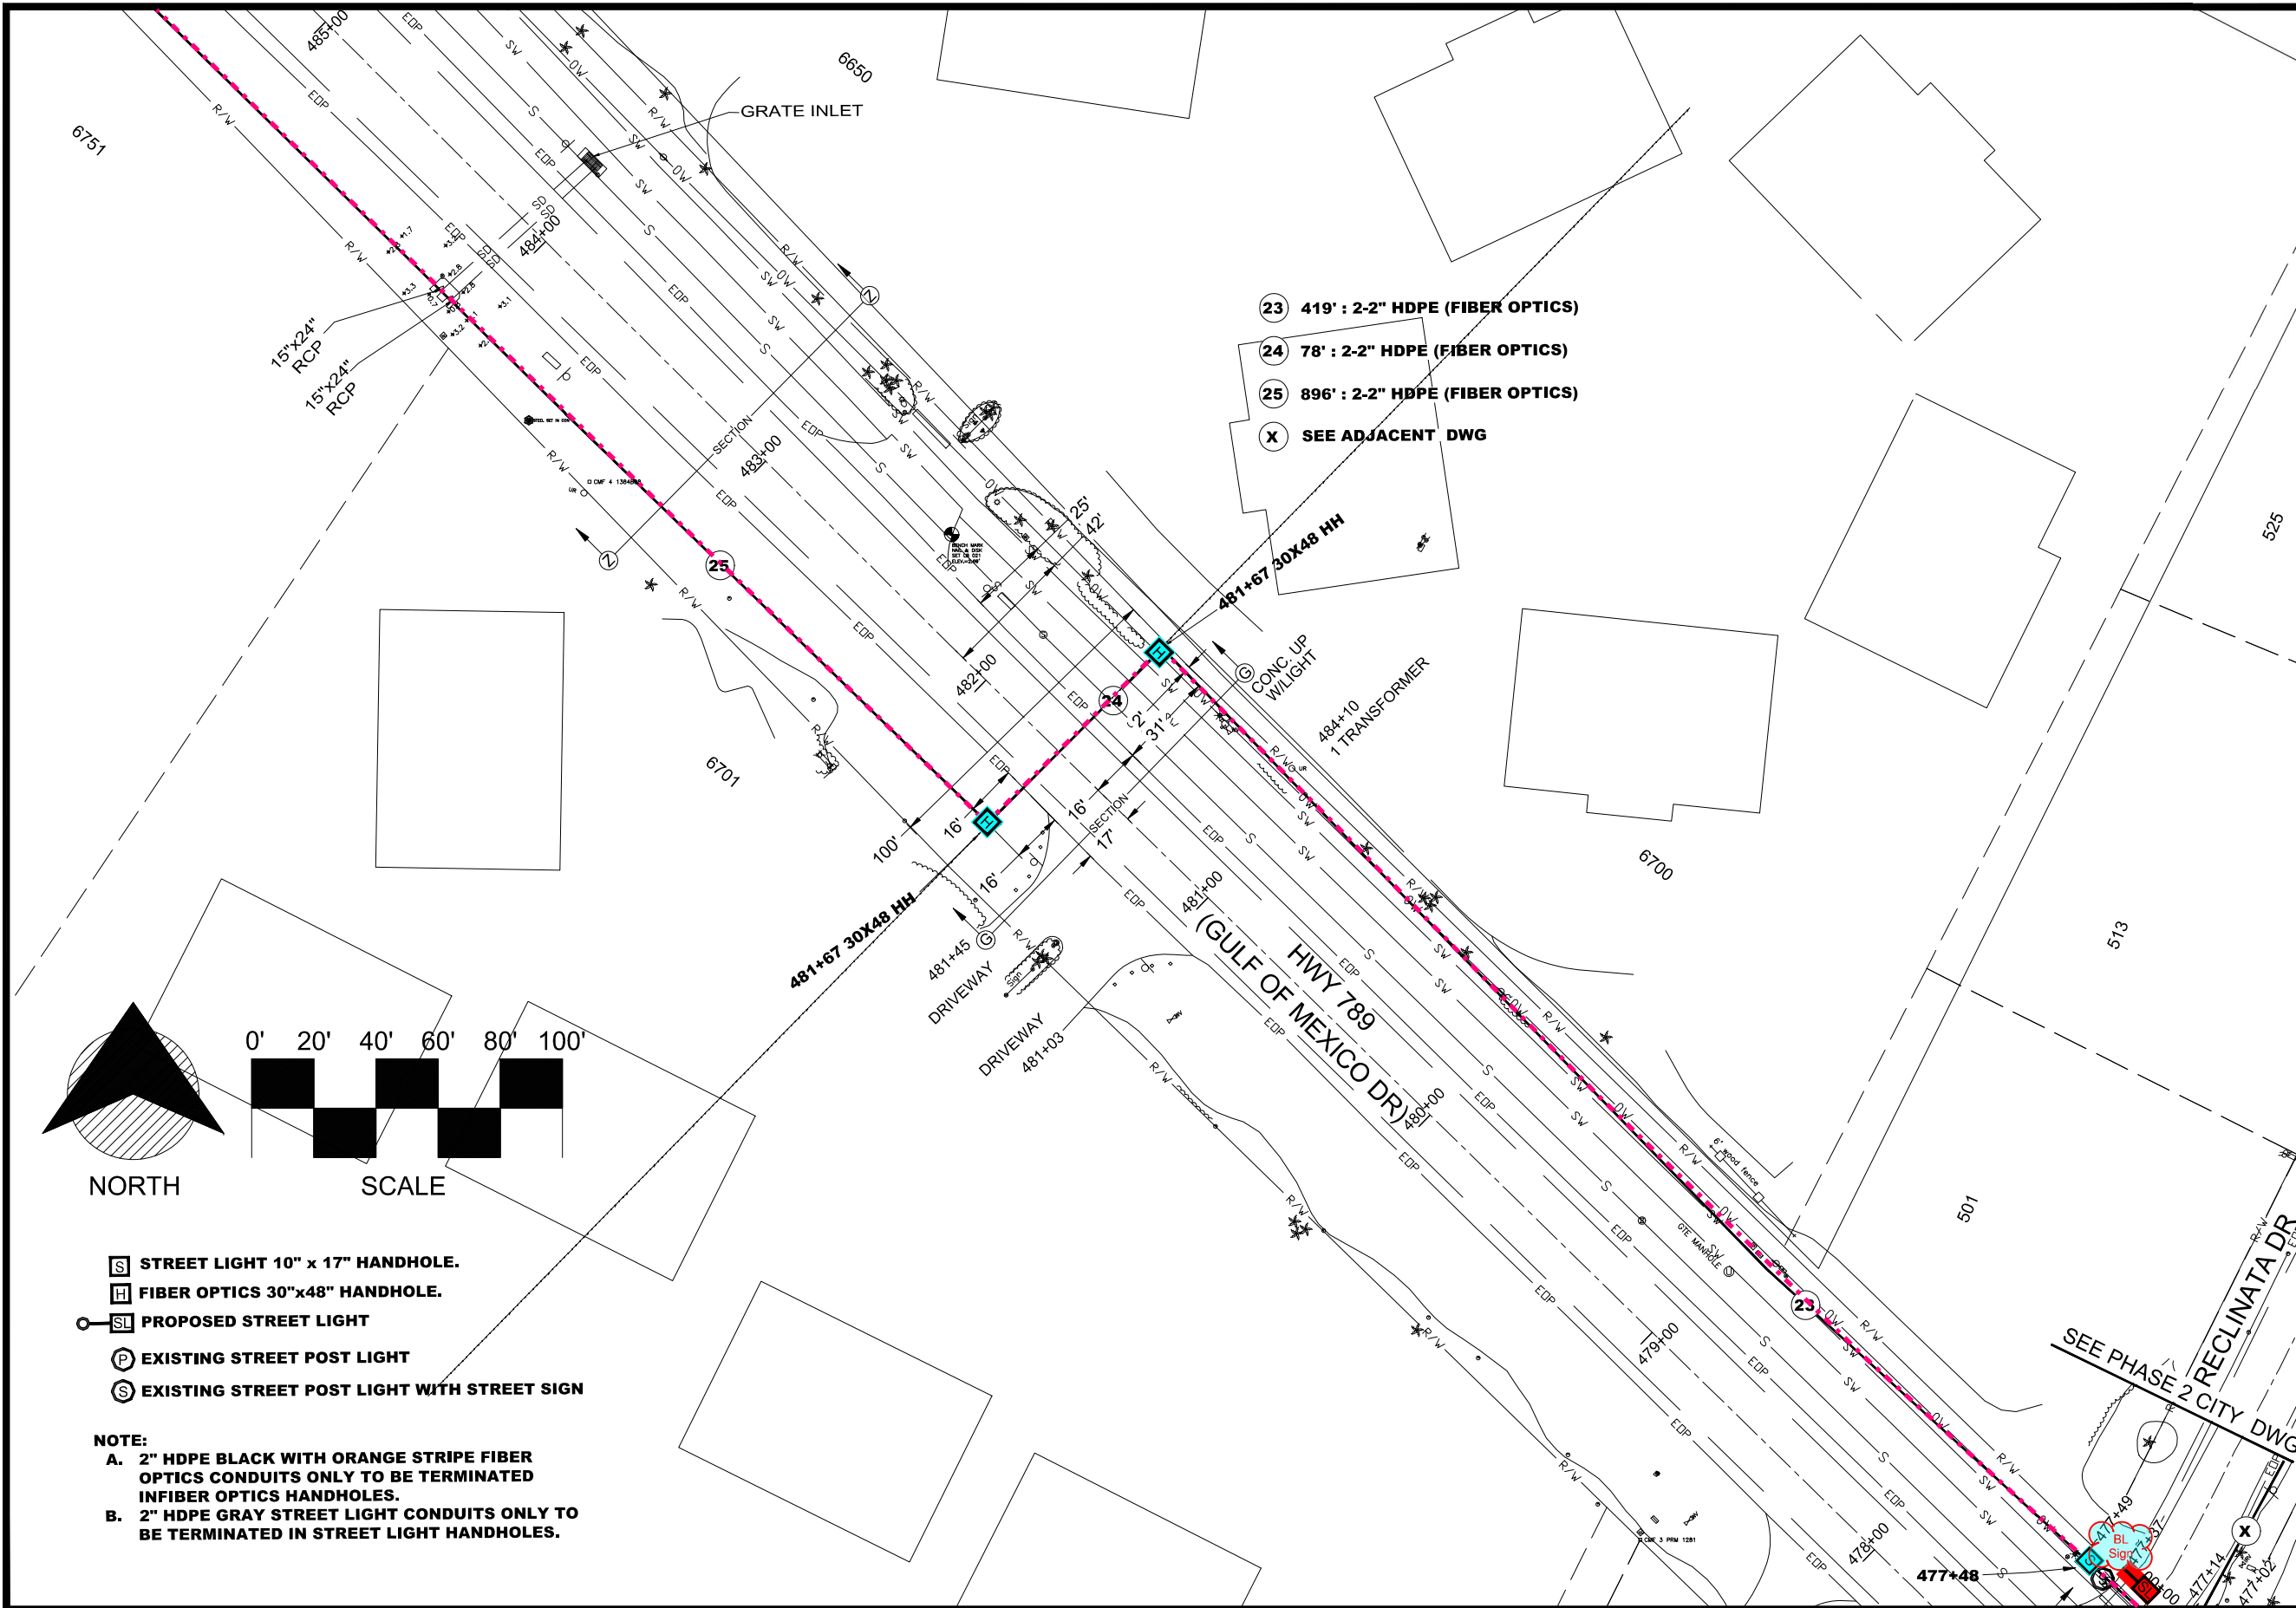 485+00
6650
GRATE INLET
6751
484+00
15"x24"
RCP
15"x24"
RCP
23 419' : 2-2" HDPE (FIBER OPTICS)
24 78' : 2-2" HDPE (FIBER OPTICS)
25 896' : 2-2" HDPE (FIBER OPTICS)
X SEE ADJACENT DWG
Z
SECTION
483+00
Z
25
525
25'
42'
481+67 30X48 HH
H
G
CONC. UP
W/LIGHT
484+10
1 TRANSFORMER
482+00
24
31'
6701
100'
16'
H
16'
SECTION
17'
16'
481+67 30X48 HH
481+45
G
DRIVEWAY
DRIVEWAY
481+03
481+00
HWY 789
(GULF OF MEXICO DR)
480+00
6700
513
501
6' wood fence
GTE MANHOLE
23
479+00
RECLINATA DR
SEE PHASE 2 CITY DWG
478+00
477+48
477+49
BL
Sign
SL
X
477+14
477+02
R/W
EOP
SW
OW
S
0' 20' 40' 60' 80' 100'
NORTH
SCALE
S STREET LIGHT 10" x 17" HANDHOLE.
H FIBER OPTICS 30"x48" HANDHOLE.
SL PROPOSED STREET LIGHT
P EXISTING STREET POST LIGHT
S EXISTING STREET POST LIGHT WITH STREET SIGN
NOTE:
A. 2" HDPE BLACK WITH ORANGE STRIPE FIBER
OPTICS CONDUITS ONLY TO BE TERMINATED
INFIBER OPTICS HANDHOLES.
B. 2" HDPE GRAY STREET LIGHT CONDUITS ONLY TO
BE TERMINATED IN STREET LIGHT HANDHOLES.